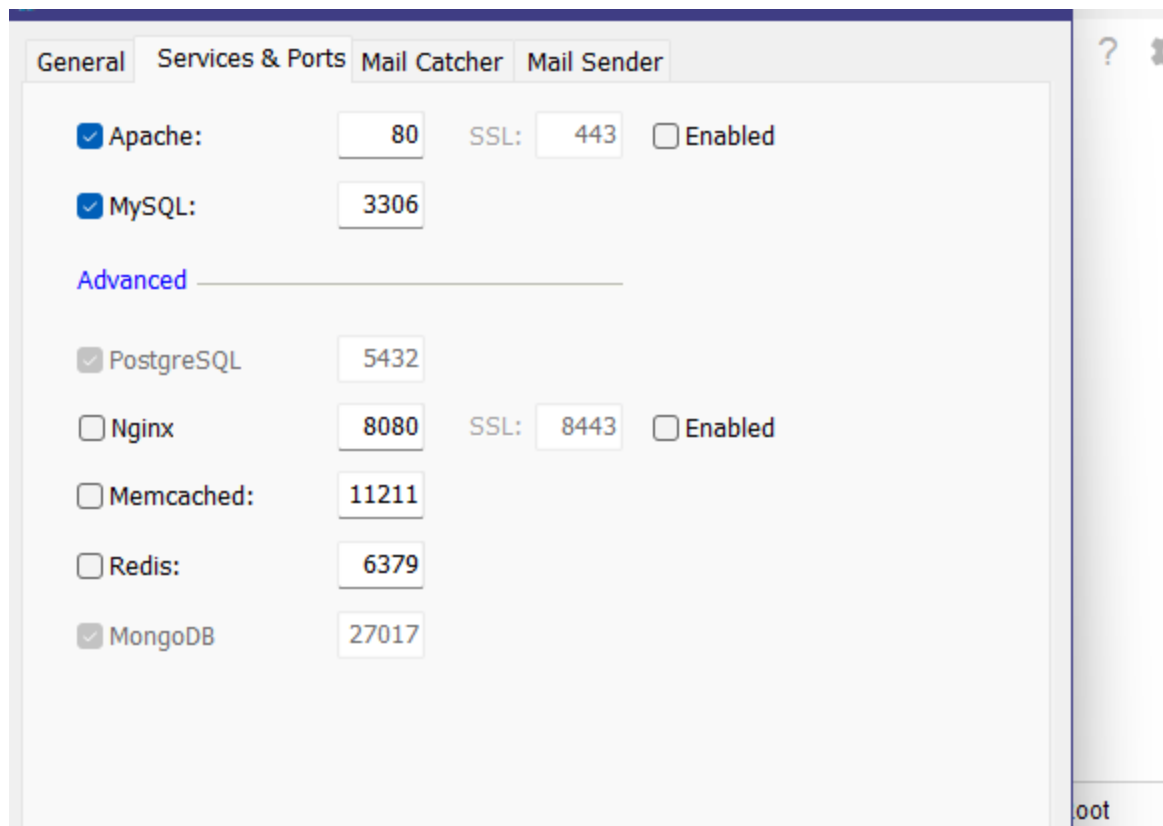 General Services & Ports Mail Catcher Mail Sender
?
Apache: 80 SSL: 443 Enabled
MySQL: 3306
Advanced
PostgreSQL 5432
Nginx 8080 SSL: 8443 Enabled
Memcached: 11211
Redis: 6379
MongoDB 27017
oot